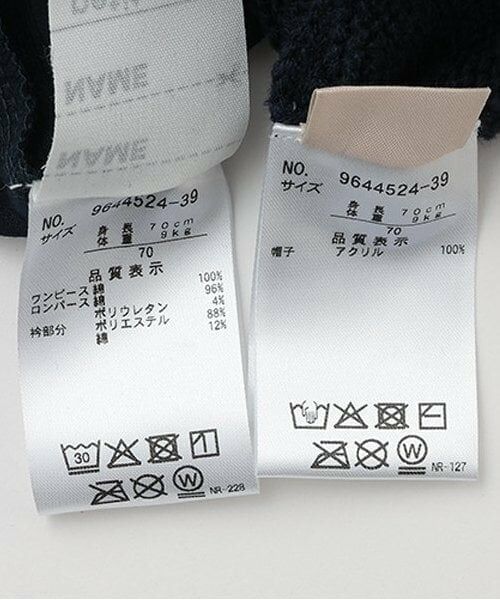 NAME
NAME
NO. 9644524-39
サイズ 身長 70cm
体重 9kg
70
品質表示
ワンピース 綿 100%
ロンパース 綿 96%
ポリウレタン 4%
衿部分 ポリエステル 88%
綿 12%
30
W
NR-228
NO. 9644524-39
サイズ 身長 70cm
体重 9kg
70
品質表示
帽子 アクリル 100%
W
NR-127